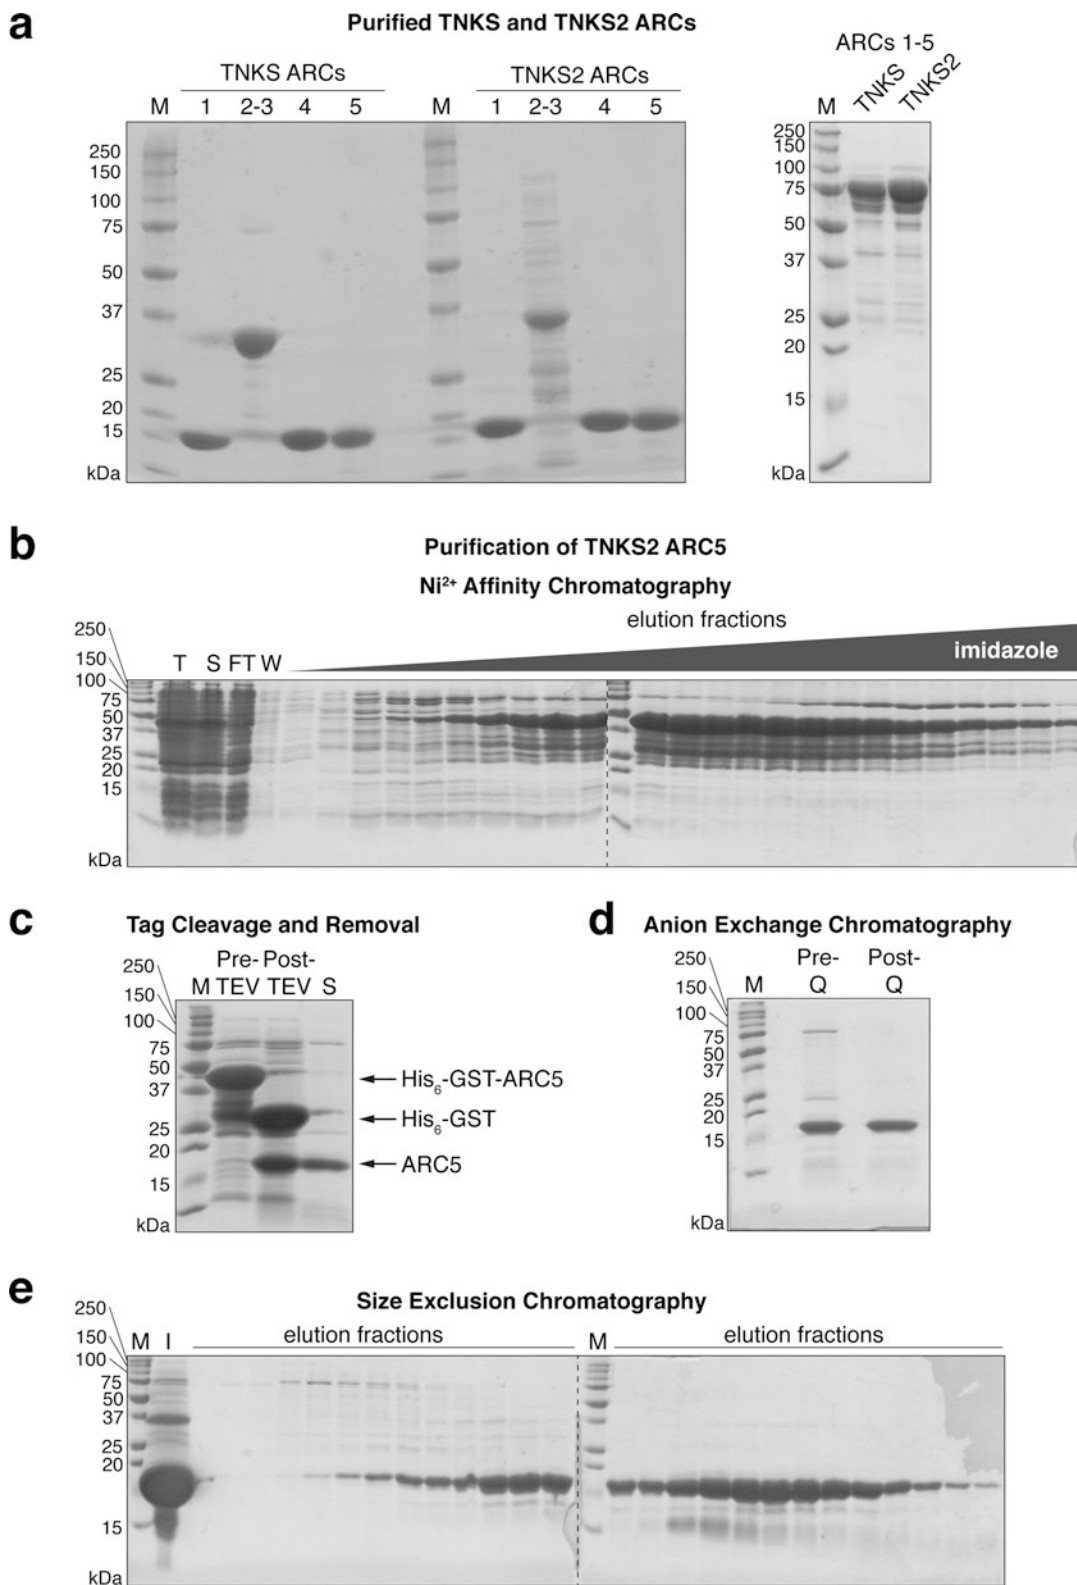 a
Purified TNKS and TNKS2 ARCs
TNKS ARCs
M 1 2-3 4 5
250
150
100
75
50
37
25
20
15
kDa
TNKS2 ARCs
M 1 2-3 4 5
ARCs 1-5
M TNKS TNKS2
250
150
100
75
50
37
25
20
15
kDa
b
Purification of TNKS2 ARC5
Ni²⁺ Affinity Chromatography
elution fractions
imidazole
T S FT W
250
150
100
75
50
37
25
20
15
kDa
c
Tag Cleavage and Removal
Pre- Post-
M TEV TEV S
250
150
100
75
50
37
25
20
15
kDa
His₆-GST-ARC5
His₆-GST
ARC5
d
Anion Exchange Chromatography
Pre- Post-
M Q Q
250
150
100
75
50
37
25
20
15
kDa
e
Size Exclusion Chromatography
M I elution fractions M elution fractions
250
150
100
75
50
37
25
20
15
kDa